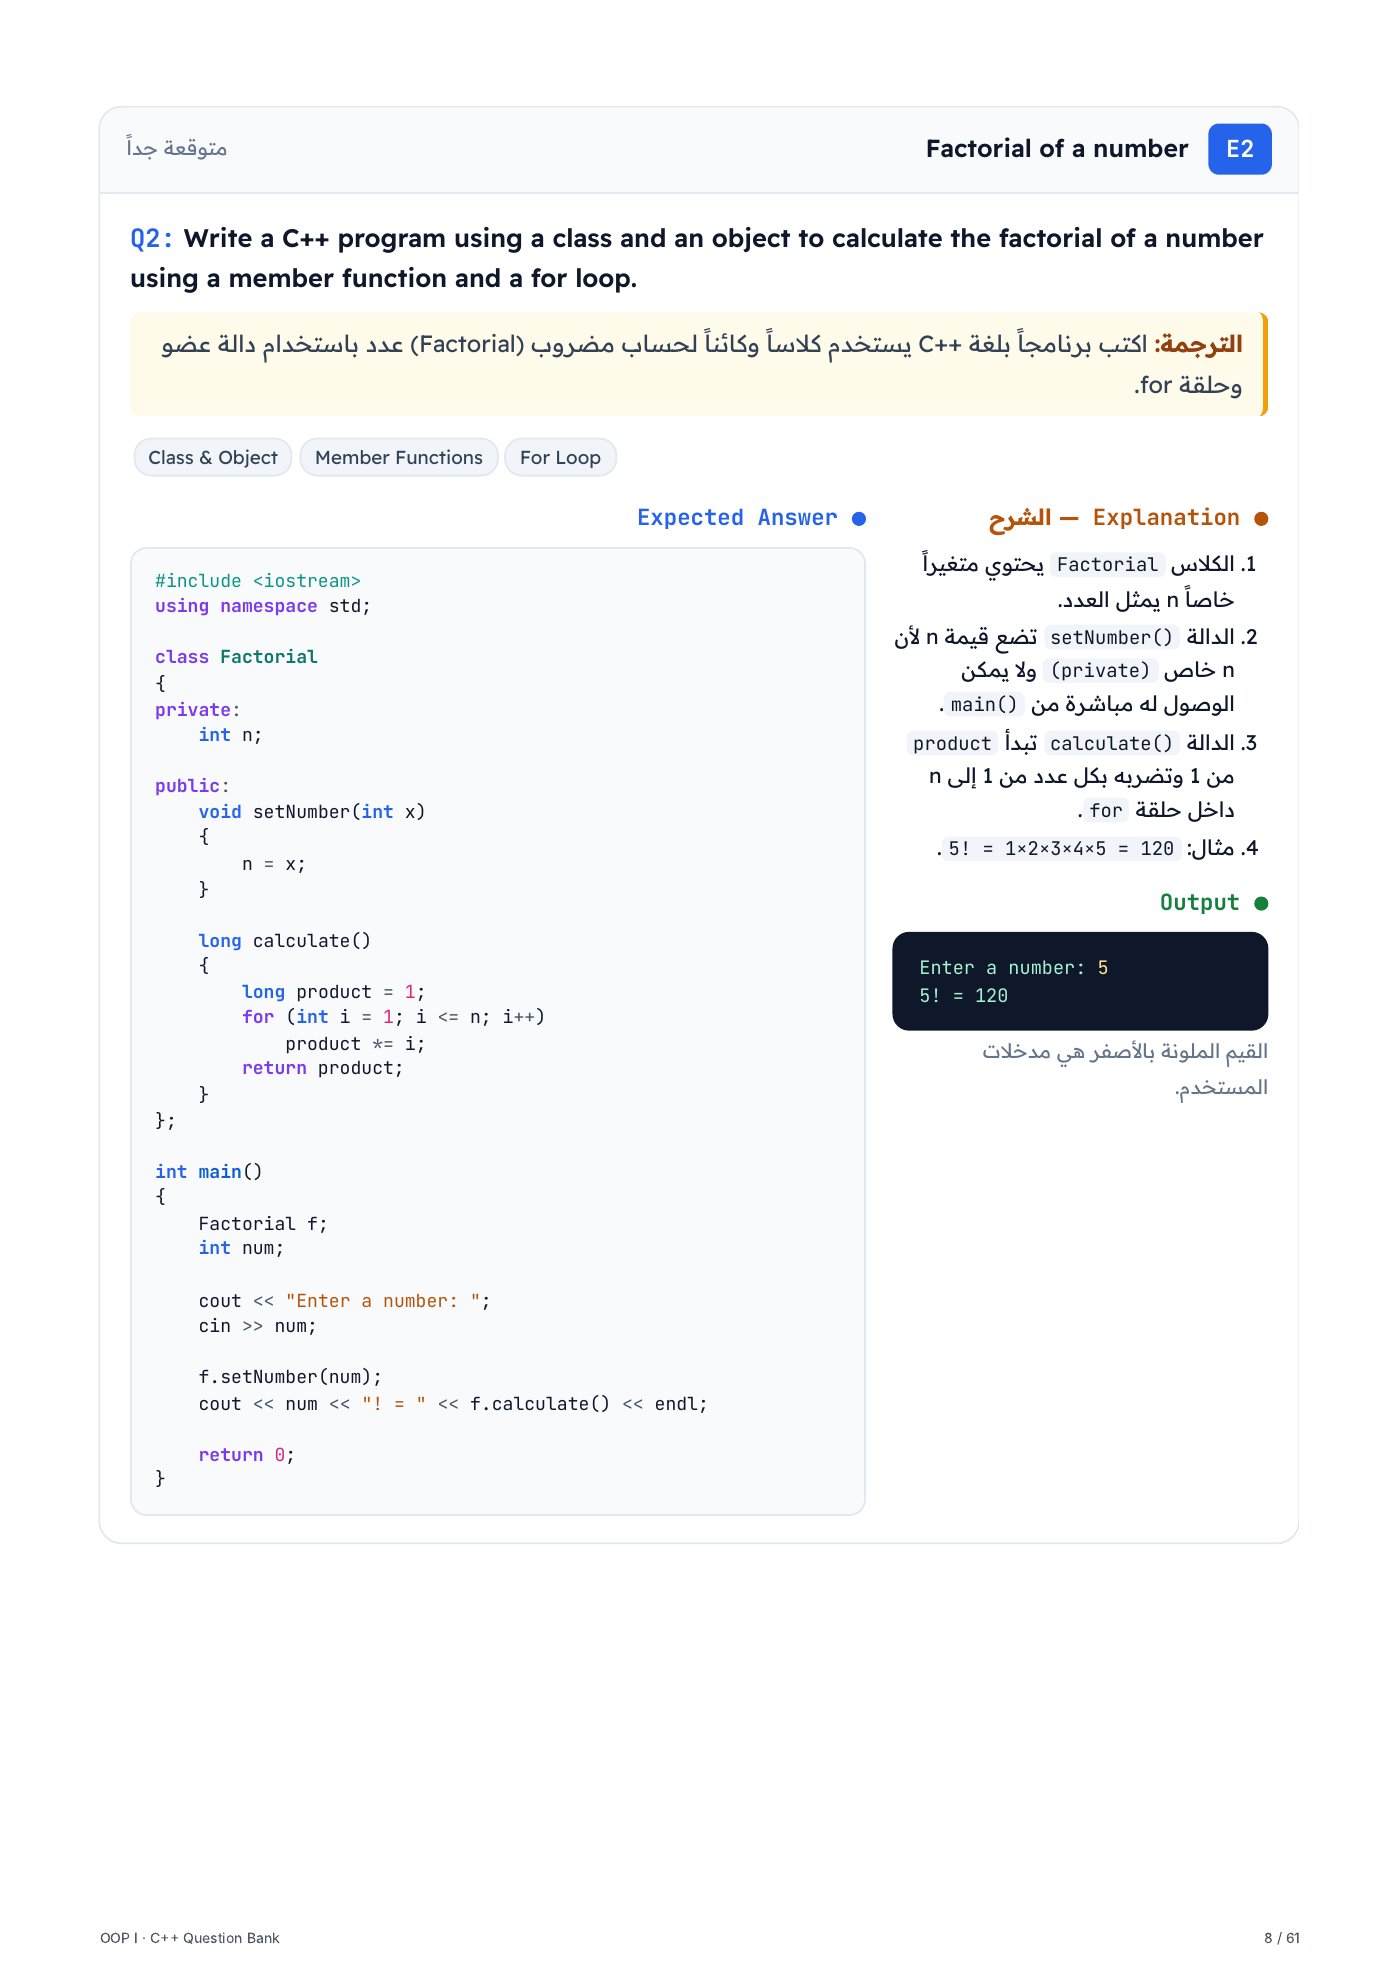 E2 Factorial of a number
متوقعة جداً
Q2: Write a C++ program using a class and an object to calculate the factorial of a number
using a member function and a for loop.
الترجمة: اكتب برنامجاً بلغة C++ يستخدم كلاساً وكائناً لحساب مضروب (Factorial) عدد باستخدام دالة عضو
وحلقة for.
Class & Object
Member Functions
For Loop
Explanation — الشرح
1. الكلاس Factorial يحتوي متغيراً
خاصاً n يمثل العدد.
2. الدالة setNumber() تضع قيمة n لأن
n خاص (private) ولا يمكن
الوصول له مباشرة من main().
3. الدالة calculate() تبدأ product
من 1 وتضربه بكل عدد من 1 إلى n
داخل حلقة for.
4. مثال: 5! = 1×2×3×4×5 = 120.
Output
Enter a number: 5
5! = 120
القيم الملونة بالأصفر هي مدخلات
المستخدم.
Expected Answer
#include <iostream>
using namespace std;

class Factorial
{
private:
    int n;

public:
    void setNumber(int x)
    {
        n = x;
    }

    long calculate()
    {
        long product = 1;
        for (int i = 1; i <= n; i++)
            product *= i;
        return product;
    }
};

int main()
{
    Factorial f;
    int num;

    cout << "Enter a number: ";
    cin >> num;

    f.setNumber(num);
    cout << num << "! = " << f.calculate() << endl;

    return 0;
}
OOP I · C++ Question Bank
8 / 61